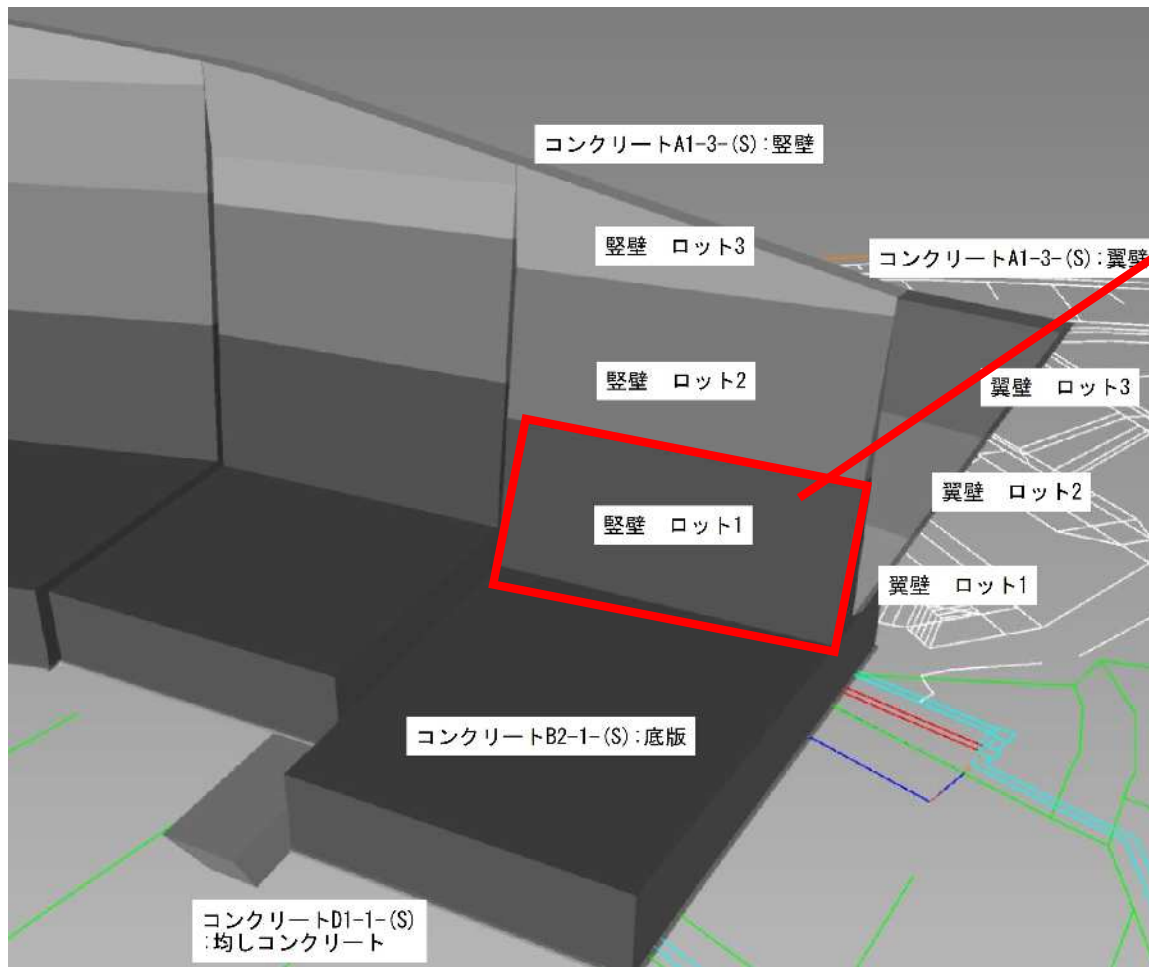 コンクリートA1-3-(S):竪壁
竪壁　ロット3
コンクリートA1-3-(S):翼壁
竪壁　ロット2
翼壁　ロット3
翼壁　ロット2
竪壁　ロット1
翼壁　ロット1
コンクリートB2-1-(S):底版
コンクリートD1-1-(S)
:均しコンクリート